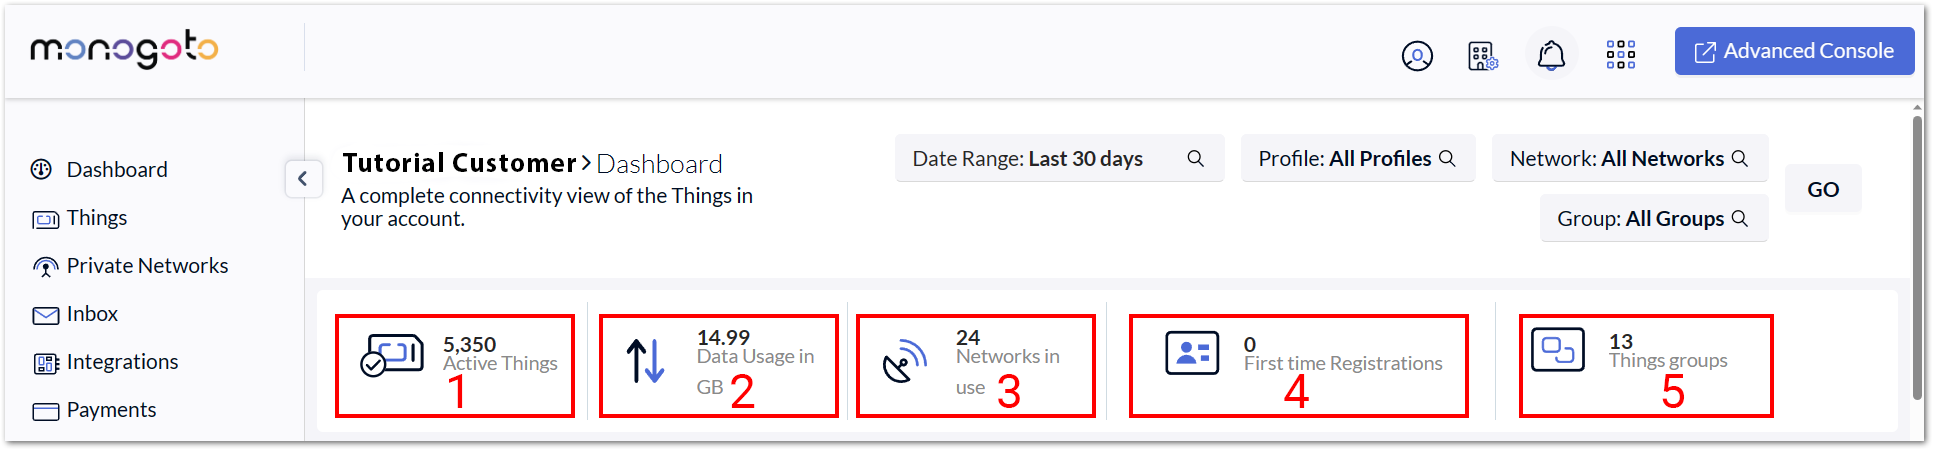 monogoto
Advanced Console
Dashboard
Things
Private Networks
Inbox
Integrations
Payments
Tutorial Customer > Dashboard
A complete connectivity view of the Things in
your account.
Date Range: Last 30 days
Profile: All Profiles
Network: All Networks
Group: All Groups
GO
5,350
Active Things
1
14.99
Data Usage in
GB
2
24
Networks in
use
3
0
First time Registrations
4
13
Things groups
5